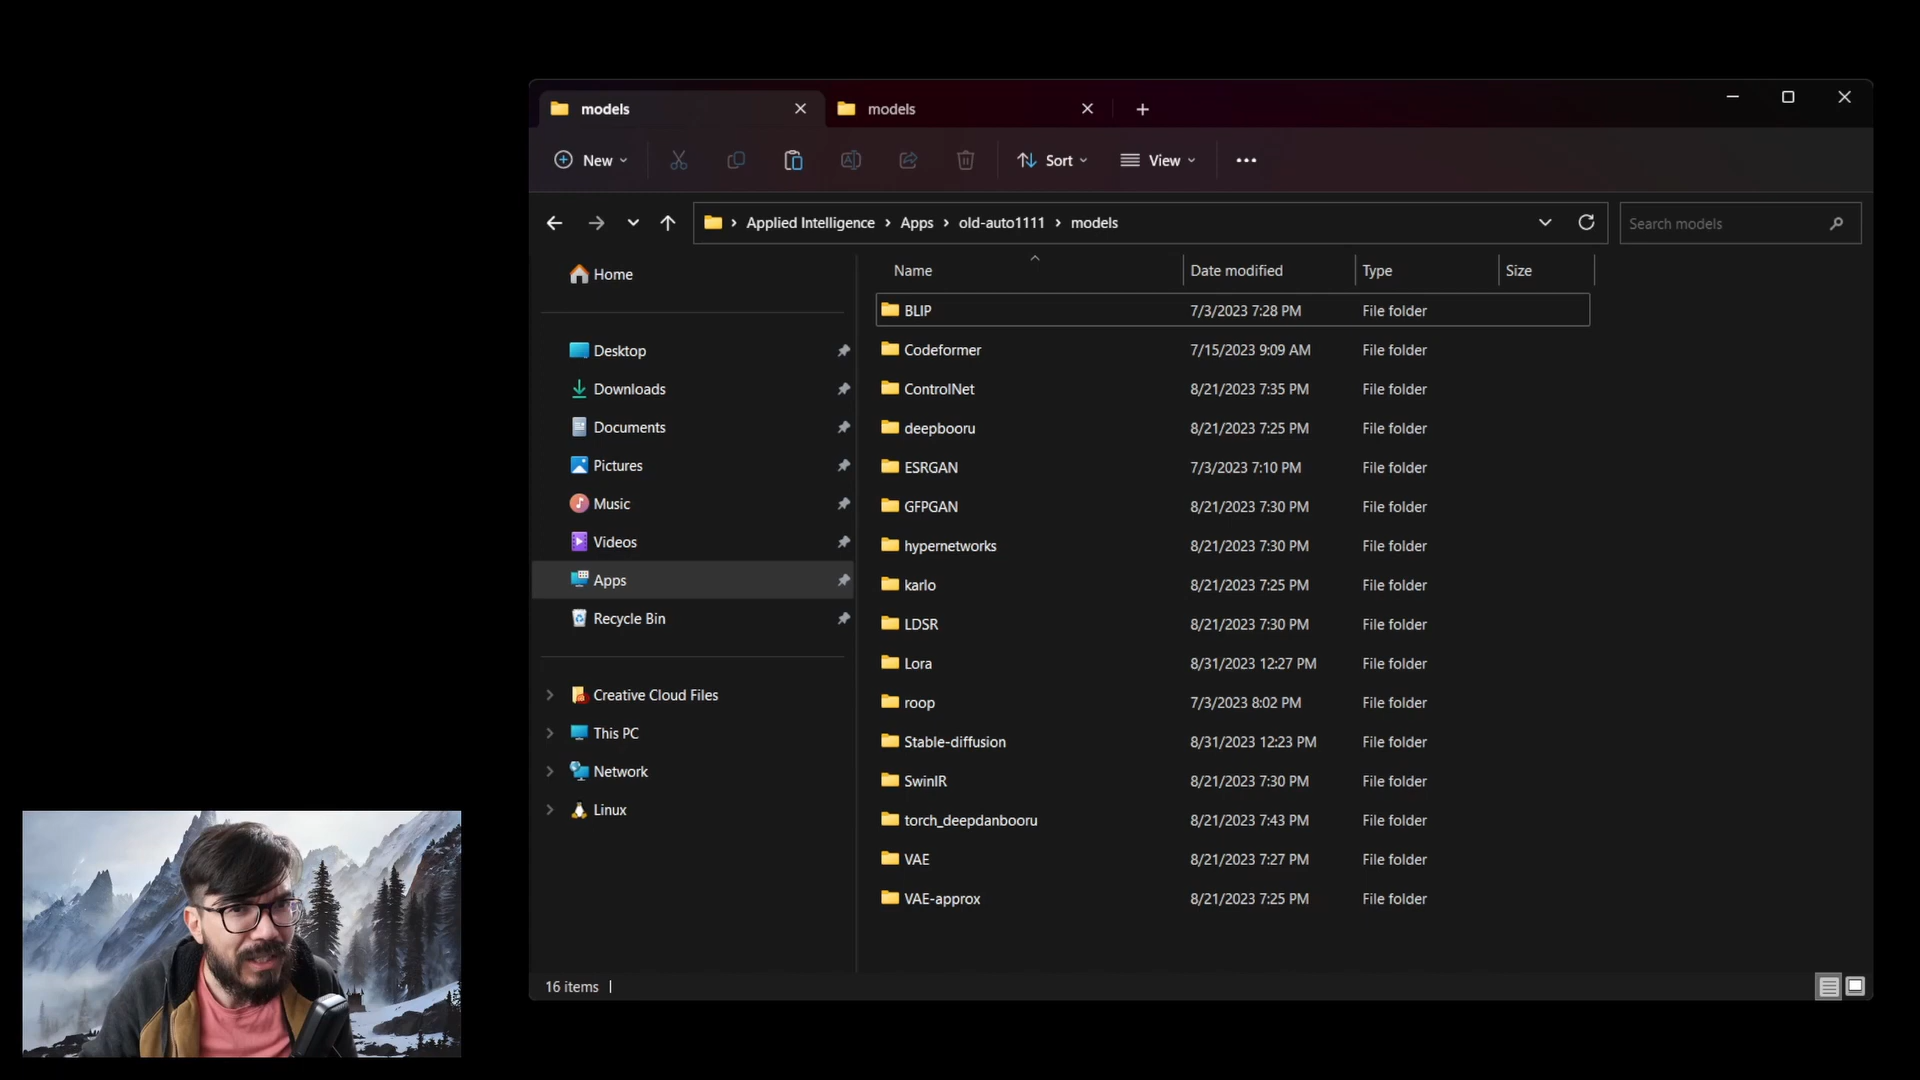 models
models
New
Sort
View
Applied Intelligence
Apps
old-auto1111
models
Search models
Home
Desktop
Downloads
Documents
Pictures
Music
Videos
Apps
Recycle Bin
Creative Cloud Files
This PC
Network
Linux
Name Date modified Type Size
BLIP 7/3/2023 7:28 PM File folder
Codeformer 7/15/2023 9:09 AM File folder
ControlNet 8/21/2023 7:35 PM File folder
deepbooru 8/21/2023 7:25 PM File folder
ESRGAN 7/3/2023 7:10 PM File folder
GFPGAN 8/21/2023 7:30 PM File folder
hypernetworks 8/21/2023 7:30 PM File folder
karlo 8/21/2023 7:25 PM File folder
LDSR 8/21/2023 7:30 PM File folder
Lora 8/31/2023 12:27 PM File folder
roop 7/3/2023 8:02 PM File folder
Stable-diffusion 8/31/2023 12:23 PM File folder
SwinIR 8/21/2023 7:30 PM File folder
torch_deepdanbooru 8/21/2023 7:43 PM File folder
VAE 8/21/2023 7:27 PM File folder
VAE-approx 8/21/2023 7:25 PM File folder
16 items